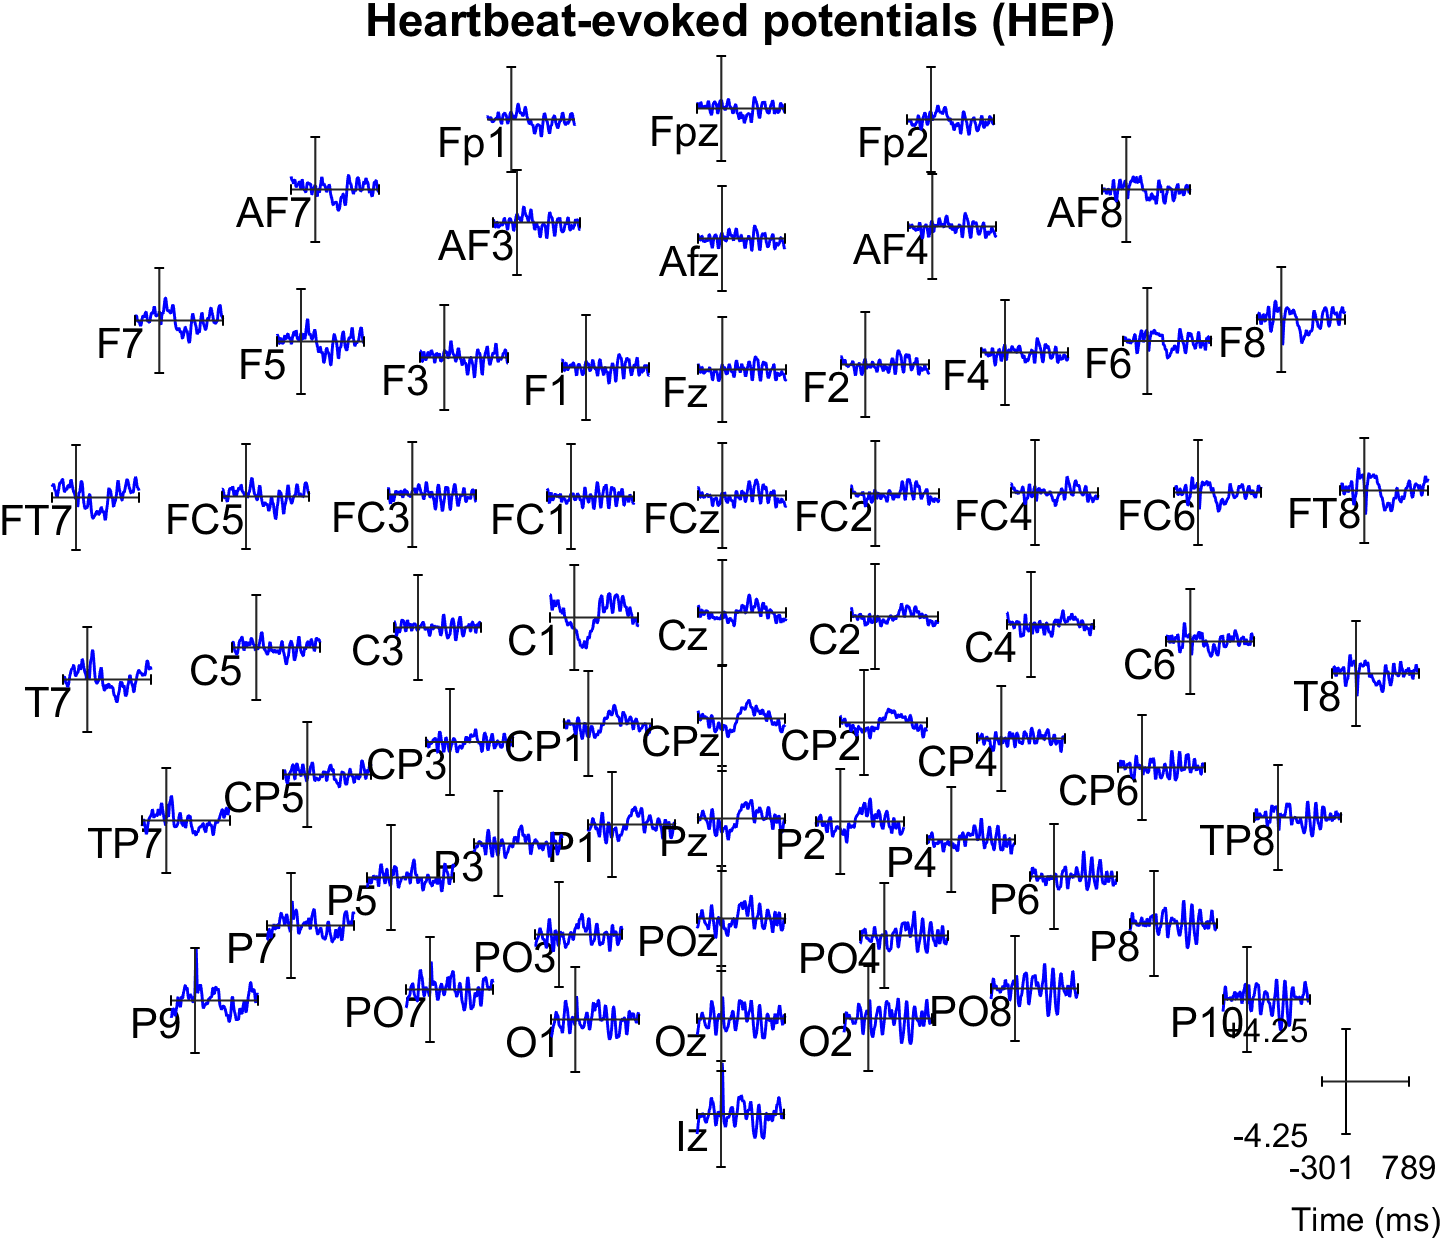 Heartbeat-evoked potentials (HEP)
Fp1 Fpz Fp2
AF7 AF3 Afz AF4 AF8
F7 F5 F3 F1 Fz F2 F4 F6 F8
FT7 FC5 FC3 FC1 FCz FC2 FC4 FC6 FT8
T7 C5 C3 C1 Cz C2 C4 C6 T8
TP7 CP5 CP3 CP1 CPz CP2 CP4 CP6 TP8
P9 P7 P5 P3 P1 Pz P2 P4 P6 P8 P10
PO7 PO3 POz PO4 PO8
O1 Oz O2
Iz
+4.25
-4.25
-301 789
Time (ms)